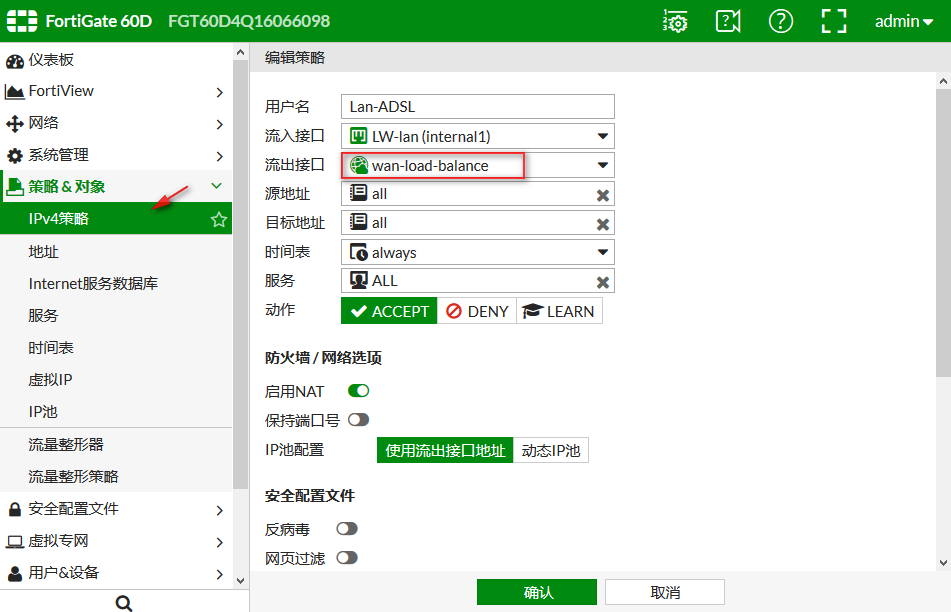 FortiGate 60D FGT60D4Q16066098 admin
仪表板
FortiView
网络
系统管理
策略 & 对象
IPv4策略
地址
Internet服务数据库
服务
时间表
虚拟IP
IP池
流量整形器
流量整形策略
安全配置文件
虚拟专网
用户&设备
编辑策略
用户名 Lan-ADSL
流入接口 LW-lan (internal1)
流出接口 wan-load-balance
源地址 all
目标地址 all
时间表 always
服务 ALL
动作 ACCEPT DENY LEARN
防火墙 / 网络选项
启用NAT
保持端口号
IP池配置 使用流出接口地址 动态IP池
安全配置文件
反病毒
网页过滤
确认 取消